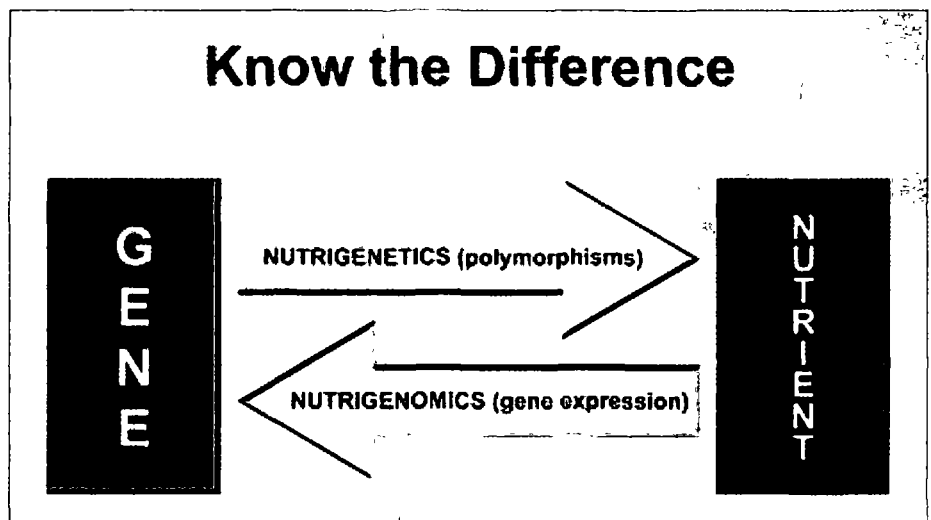 Know the Difference
GENE
NUTRIGENETICS (polymorphisms)
NUTRIGENOMICS (gene expression)
NUTRIENT